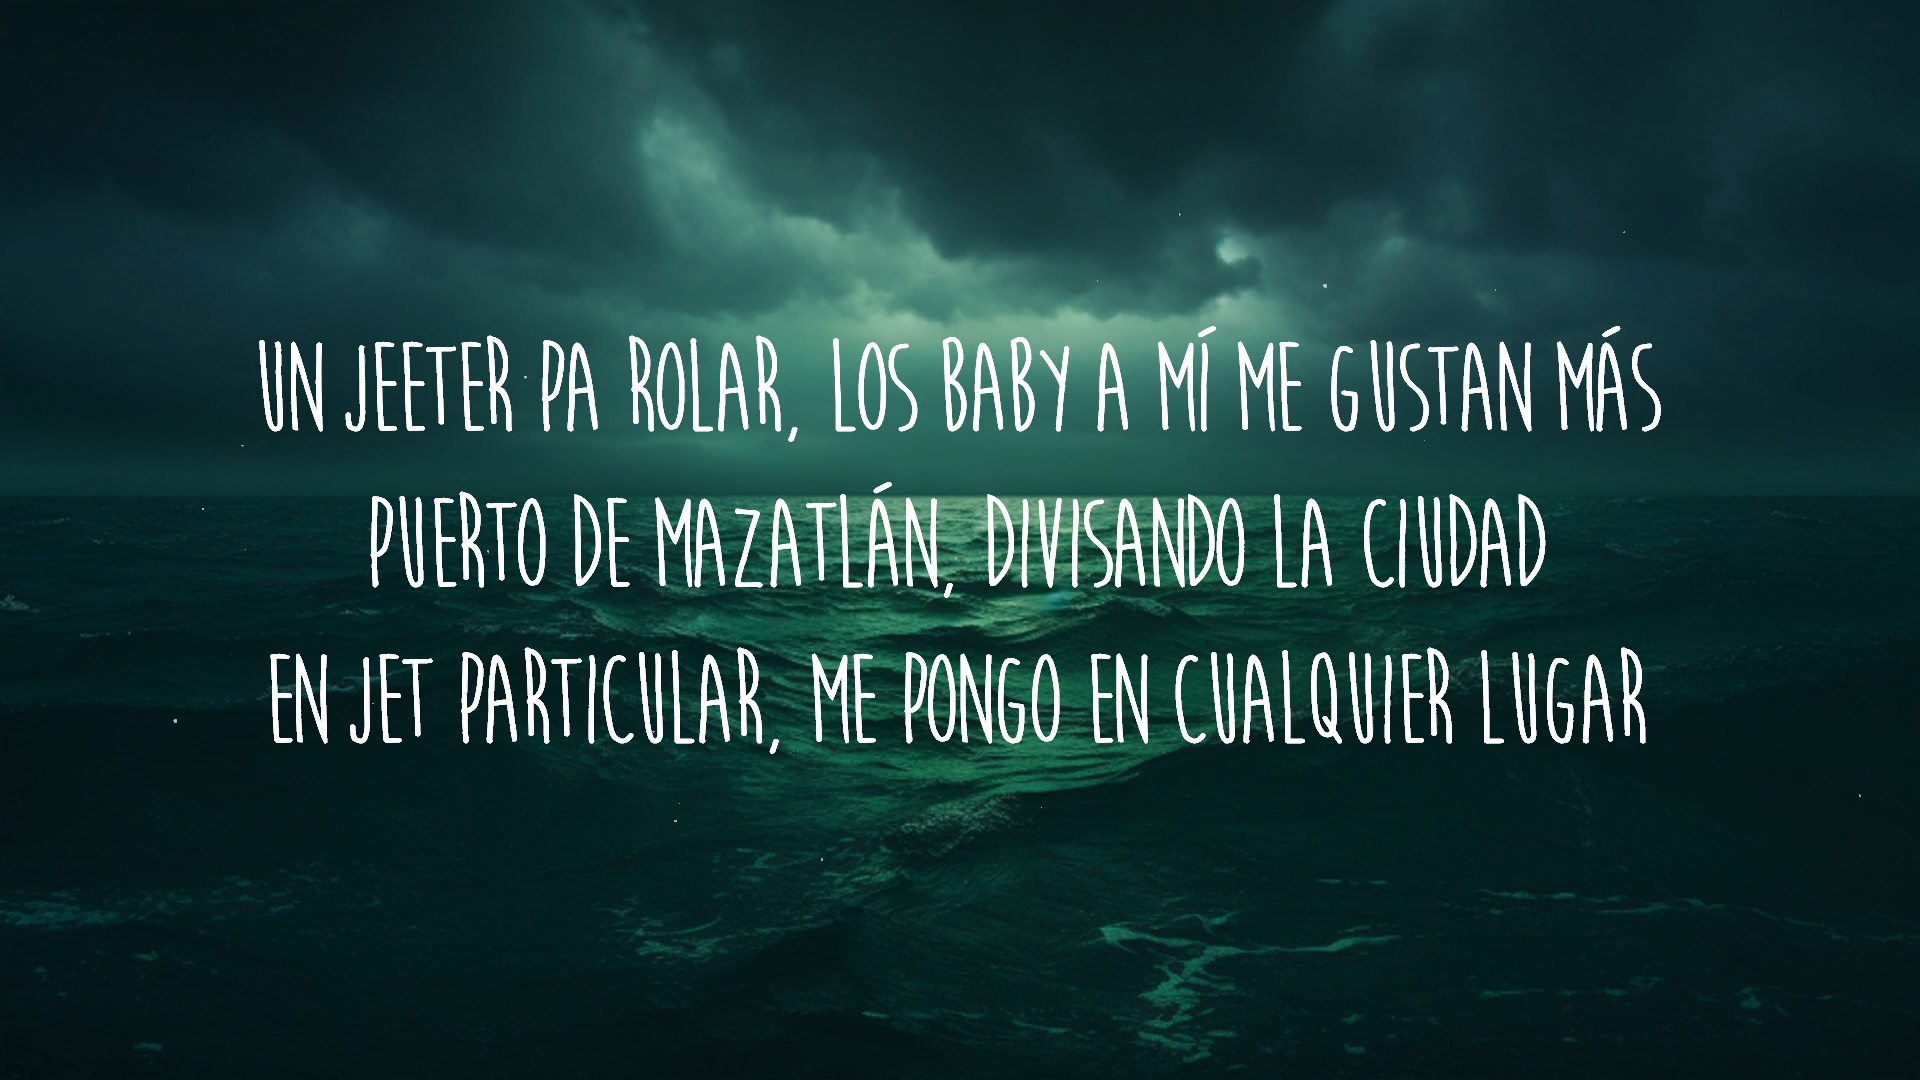 UN JEETER PA ROLAR, LOS BABY A MÍ ME GUSTAN MÁS
PUERTO DE MAZATLÁN, DIVISANDO LA CIUDAD
EN JET PARTICULAR, ME PONGO EN CUALQUIER LUGAR